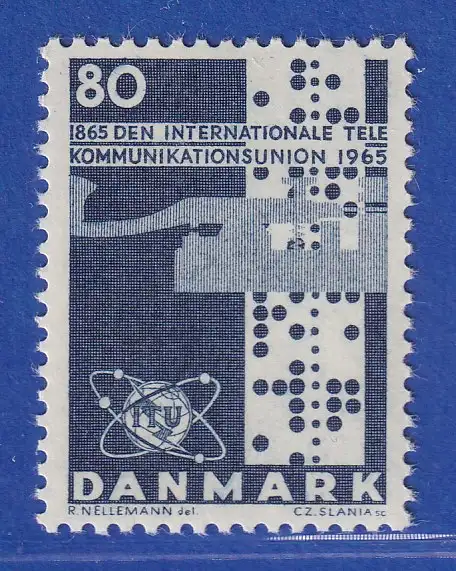 80
1865 DEN INTERNATIONALE TELE
KOMMUNIKATIONSUNION 1965
ITU
DANMARK
R. NELLEMANN del. CZ. SLANIA sc.